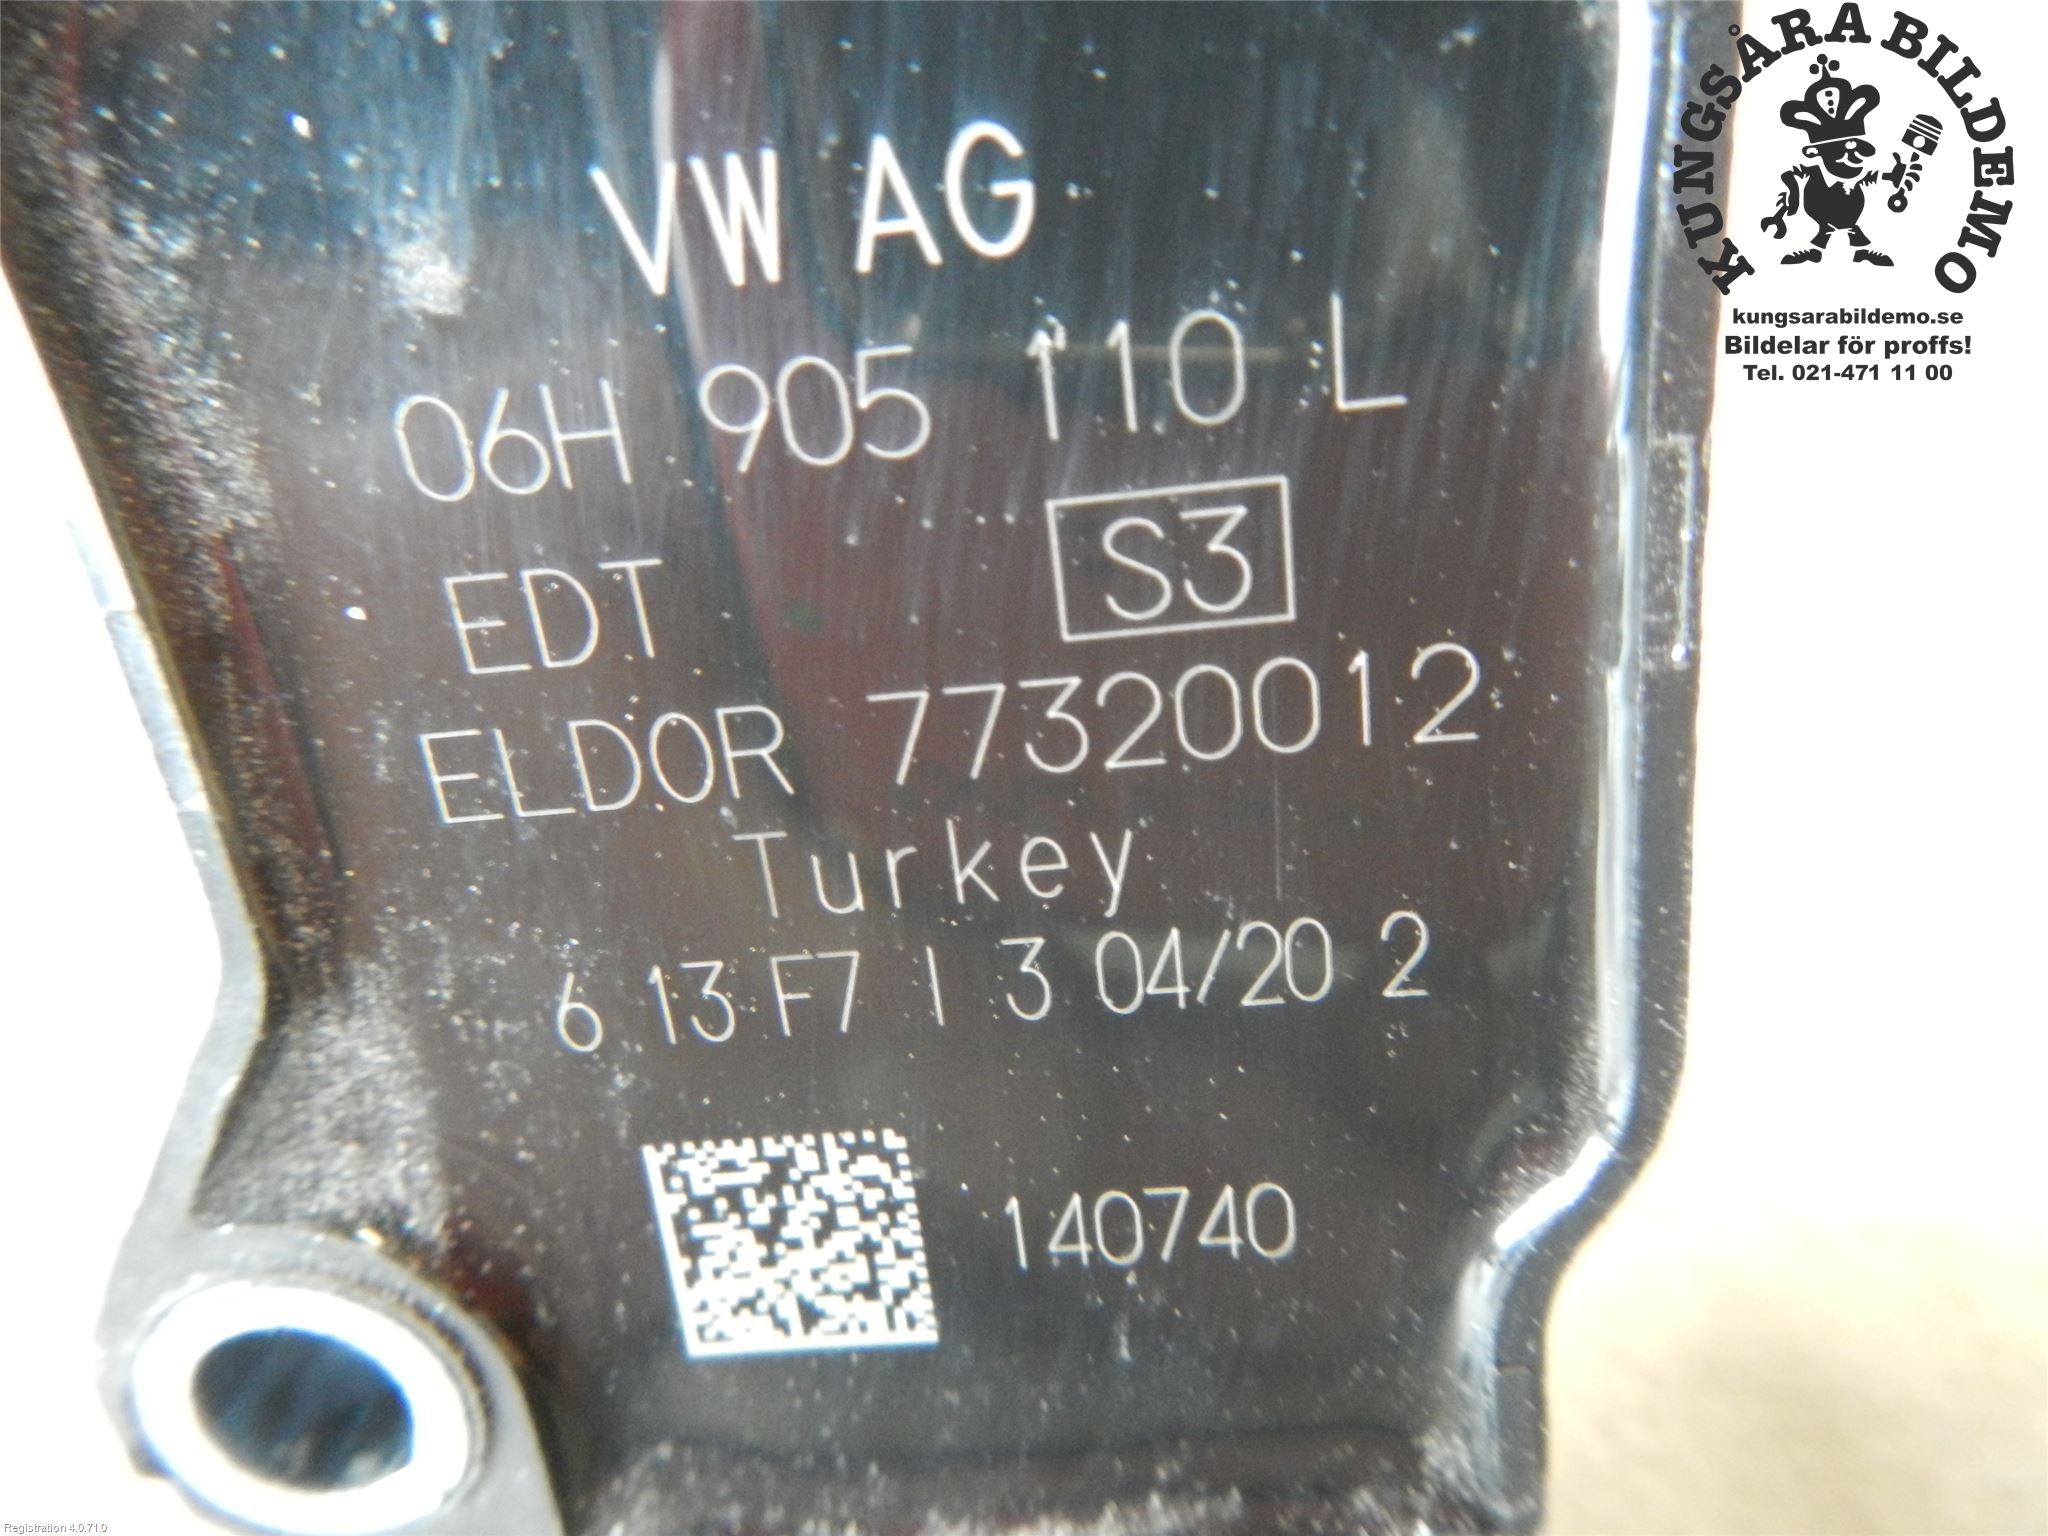 VW AG
06H 905 110 L
EDT S3
ELDOR 77320012
Turkey
6 13 F7 I 3 04/20 2
140740
KUNGSÅRA BILDEMO
kungsarabildemo.se
Bildelar för proffs!
Tel. 021-471 11 00
Registration 4.0.71.0